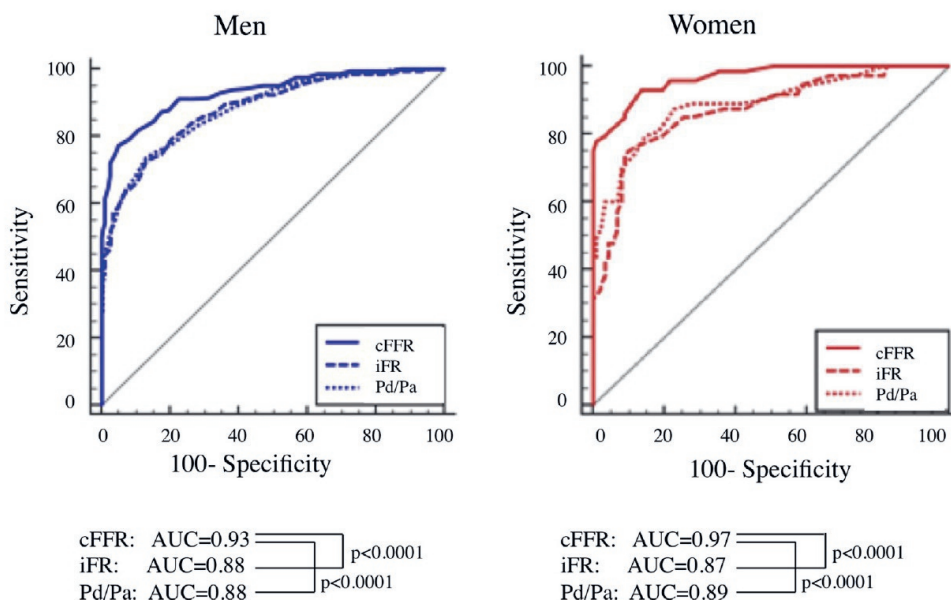 Men
100
80
60
40
20
0
Sensitivity
cFFR
iFR
Pd/Pa
0 20 40 60 80 100
100- Specificity
cFFR: AUC=0.93
iFR: AUC=0.88
Pd/Pa: AUC=0.88
p<0.0001
p<0.0001
Women
100
80
60
40
20
0
Sensitivity
cFFR
iFR
Pd/Pa
0 20 40 60 80 100
100- Specificity
cFFR: AUC=0.97
iFR: AUC=0.87
Pd/Pa: AUC=0.89
p<0.0001
p<0.0001